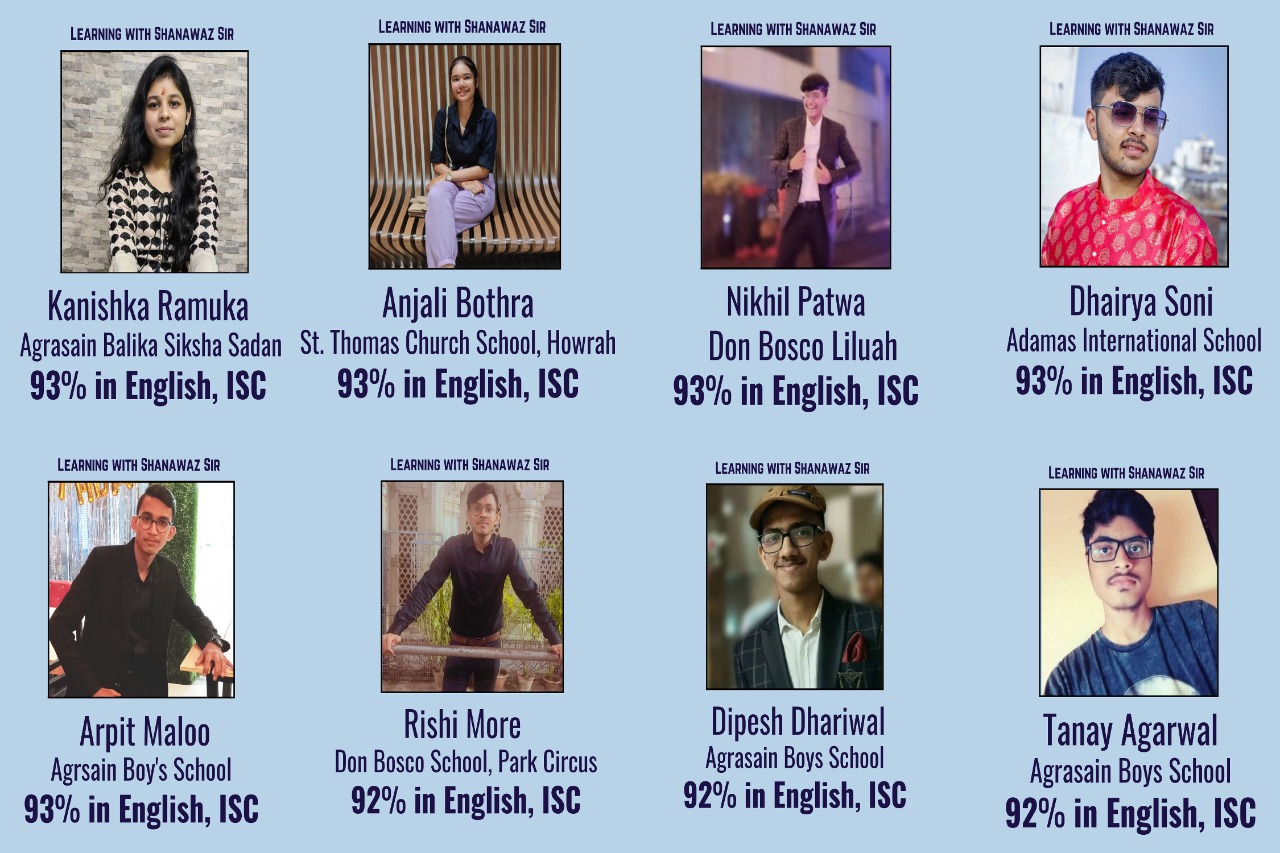 Learning with Shanawaz Sir
Kanishka Ramuka
Agrasain Balika Siksha Sadan
93% in English, ISC
Learning with Shanawaz Sir
Anjali Bothra
St. Thomas Church School, Howrah
93% in English, ISC
Learning with Shanawaz Sir
Nikhil Patwa
Don Bosco Liluah
93% in English, ISC
Learning with Shanawaz Sir
Dhairya Soni
Adamas International School
93% in English, ISC
Learning with Shanawaz Sir
Arpit Maloo
Agrsain Boy's School
93% in English, ISC
Learning with Shanawaz Sir
Rishi More
Don Bosco School, Park Circus
92% in English, ISC
Learning with Shanawaz Sir
Dipesh Dhariwal
Agrasain Boys School
92% in English, ISC
Learning with Shanawaz Sir
Tanay Agarwal
Agrasain Boys School
92% in English, ISC